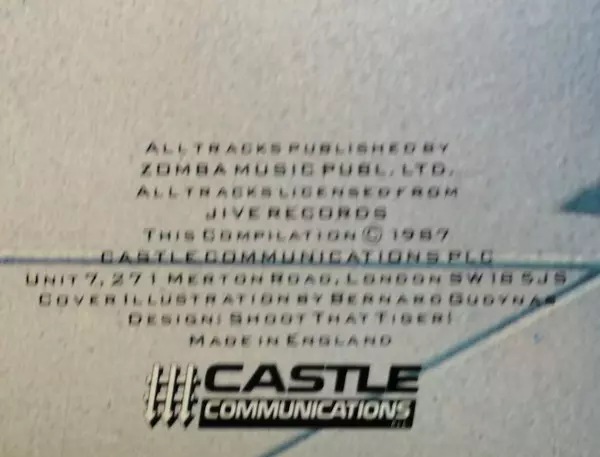 ALL TRACKS PUBLISHED BY
ZOMBA MUSIC PUBL. LTD.
ALL TRACKS LICENSED FROM
JIVE RECORDS
THIS COMPILATION © 1987
CASTLE COMMUNICATIONS PLC
UNIT 7, 271 MERTON ROAD, LONDON SW18 5JS
COVER ILLUSTRATION BY BERNARD GUDYNAS
DESIGN: SHOOT THAT TIGER!
MADE IN ENGLAND
CASTLE
COMMUNICATIONS
PLC